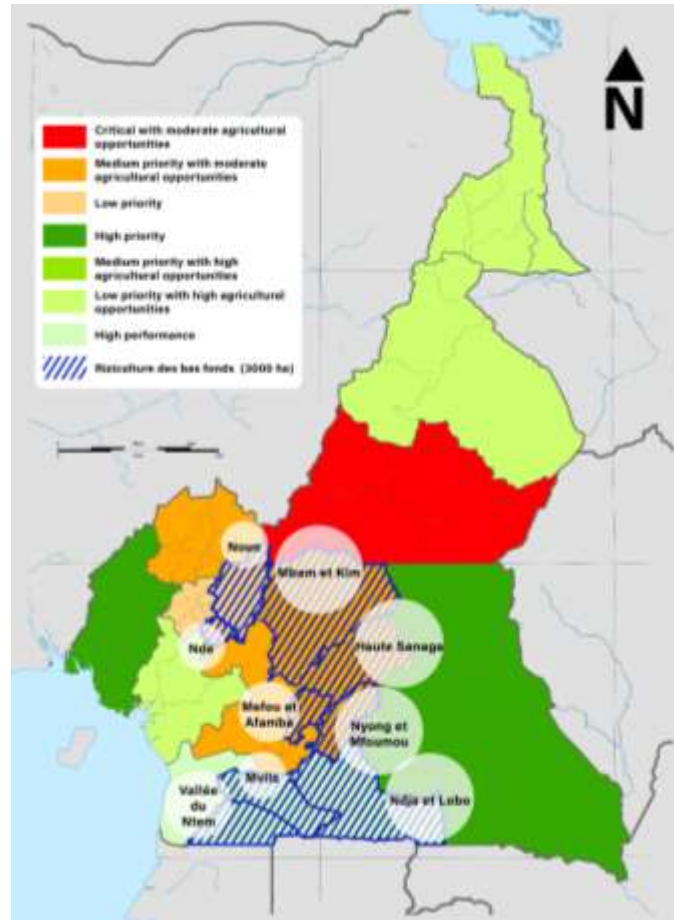 N
Critical with moderate agricultural
opportunities
Medium priority with moderate
agricultural opportunities
Low priority
High priority
Medium priority with high
agricultural opportunities
Low priority with high agricultural
opportunities
High performance
Riziculture des bas fonds (3000 ha)
Noun
Mbam et Kim
Nde
Haute Sanaga
Mefou et
Afamba
Nyong et
Mfoumou
Mvila
Vallée
du
Ntem
Ndja et Lobo